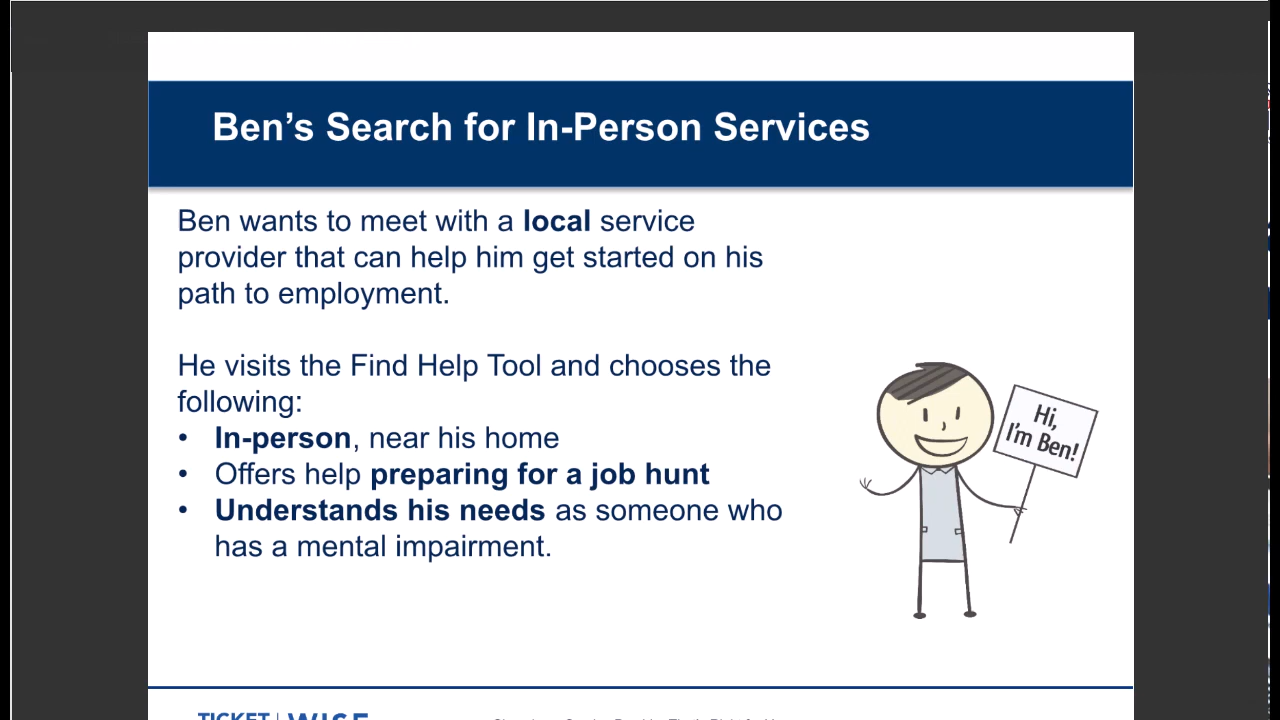 Ben’s Search for In-Person Services
Ben wants to meet with a local service
provider that can help him get started on his
path to employment.
He visits the Find Help Tool and chooses the
following:
• In-person, near his home
• Offers help preparing for a job hunt
• Understands his needs as someone who
has a mental impairment.
Hi,
I'm Ben!
TICKET | WISE